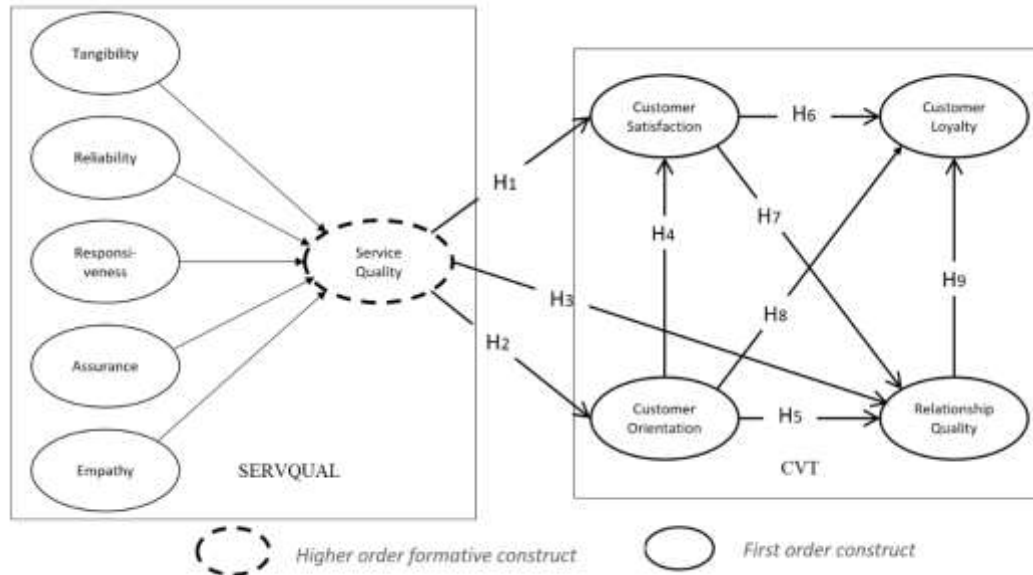 Tangibility
Reliability
Responsi-
veness
Assurance
Empathy
SERVQUAL
Service
Quality
H1
H2
H3
Customer
Satisfaction
H6
Customer
Loyalty
H4
H7
H8
H9
Customer
Orientation
H5
Relationship
Quality
CVT
Higher order formative construct
First order construct